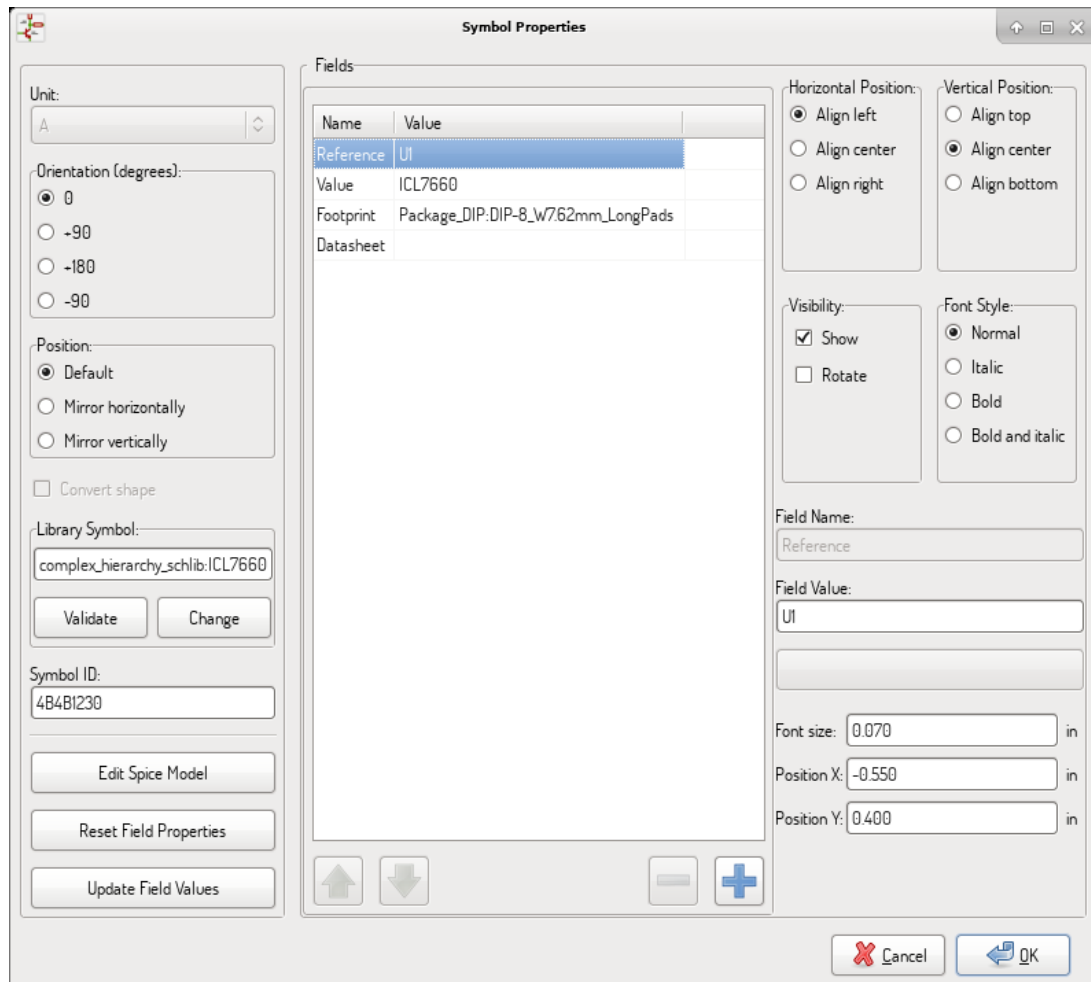 Symbol Properties
Unit:
A
Orientation (degrees):
0
+90
+180
-90
Position:
Default
Mirror horizontally
Mirror vertically
Convert shape
Library Symbol:
complex_hierarchy_schlib:ICL7660
Validate
Change
Symbol ID:
4B4B1230
Edit Spice Model
Reset Field Properties
Update Field Values
Fields
Name Value
Reference U1
Value ICL7660
Footprint Package_DIP:DIP-8_W7.62mm_LongPads
Datasheet
Horizontal Position:
Align left
Align center
Align right
Vertical Position:
Align top
Align center
Align bottom
Visibility:
Show
Rotate
Font Style:
Normal
Italic
Bold
Bold and italic
Field Name:
Reference
Field Value:
U1
Font size: 0.070 in
Position X: -0.550 in
Position Y: 0.400 in
Cancel
OK